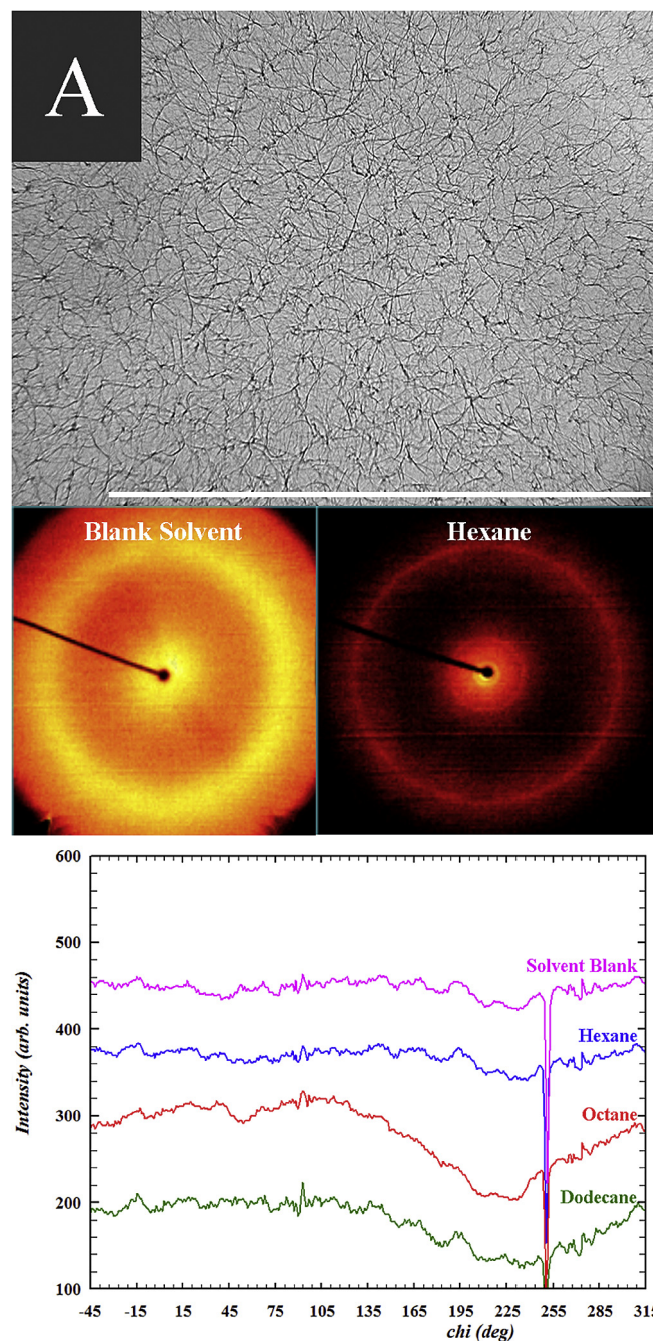 A
Blank Solvent
Hexane
600
500
400
300
200
100
Intensity (arb. units)
Solvent Blank
Hexane
Octane
Dodecane
-45 -15 15 45 75 105 135 165 195 225 255 285 315
chi (deg)